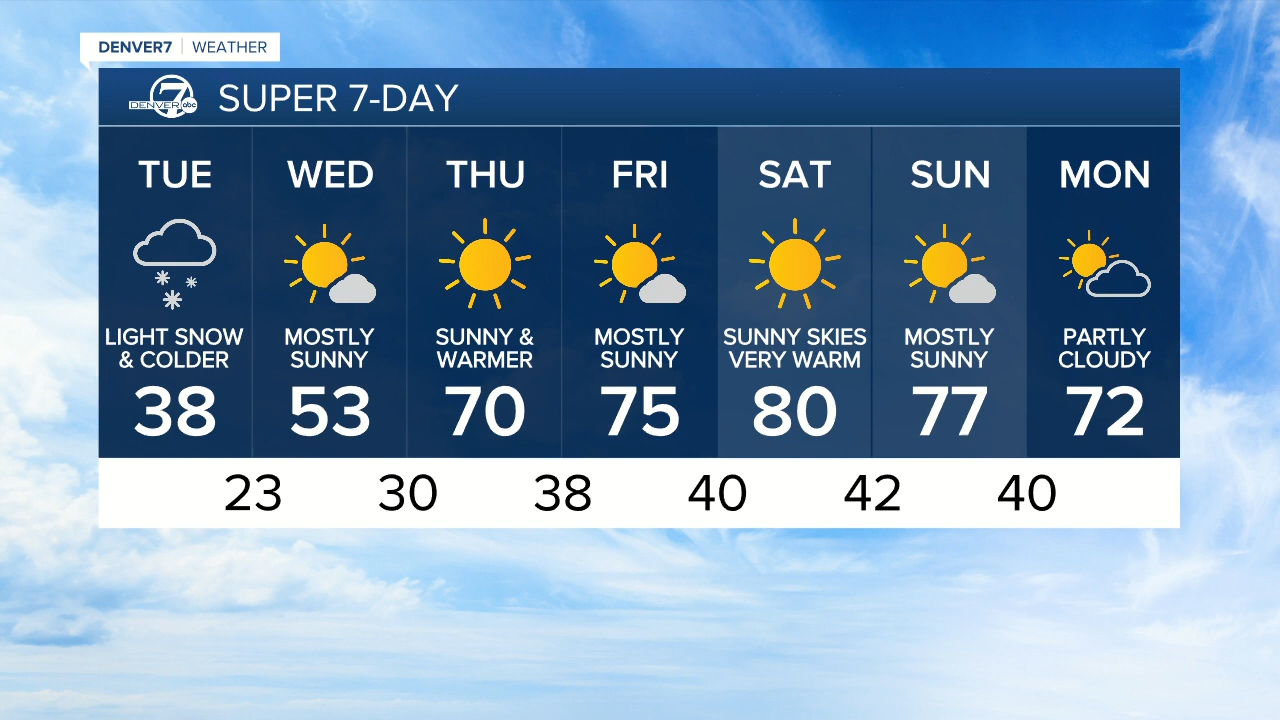 DENVER7 | WEATHER
7
DENVER abc
SUPER 7-DAY
TUE WED THU FRI SAT SUN MON
LIGHT SNOW MOSTLY SUNNY & MOSTLY SUNNY SKIES MOSTLY PARTLY
& COLDER SUNNY WARMER SUNNY VERY WARM SUNNY CLOUDY
38 53 70 75 80 77 72
23 30 38 40 42 40